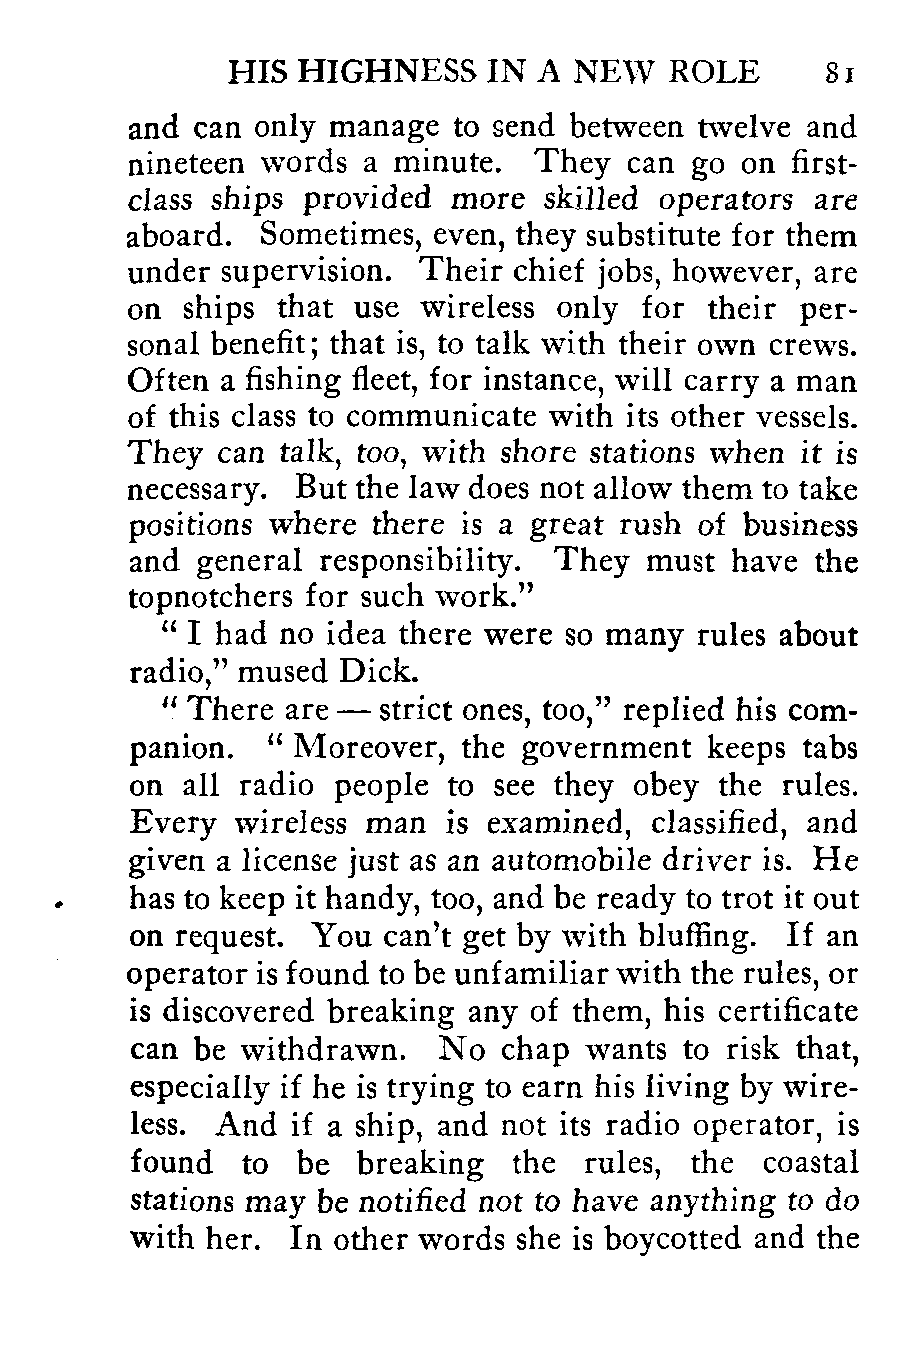 HIS HIGHNESS IN A NEW ROLE 81
and can only manage to send between twelve and
nineteen words a minute. They can go on first-
class ships provided more skilled operators are
aboard. Sometimes, even, they substitute for them
under supervision. Their chief jobs, however, are
on ships that use wireless only for their per-
sonal benefit; that is, to talk with their own crews.
Often a fishing fleet, for instance, will carry a man
of this class to communicate with its other vessels.
They can talk, too, with shore stations when it is
necessary. But the law does not allow them to take
positions where there is a great rush of business
and general responsibility. They must have the
topnotchers for such work."
" I had no idea there were so many rules about
radio," mused Dick.
" There are — strict ones, too," replied his com-
panion. " Moreover, the government keeps tabs
on all radio people to see they obey the rules.
Every wireless man is examined, classified, and
given a license just as an automobile driver is. He
has to keep it handy, too, and be ready to trot it out
on request. You can't get by with bluffing. If an
operator is found to be unfamiliar with the rules, or
is discovered breaking any of them, his certificate
can be withdrawn. No chap wants to risk that,
especially if he is trying to earn his living by wire-
less. And if a ship, and not its radio operator, is
found to be breaking the rules, the coastal
stations may be notified not to have anything to do
with her. In other words she is boycotted and the